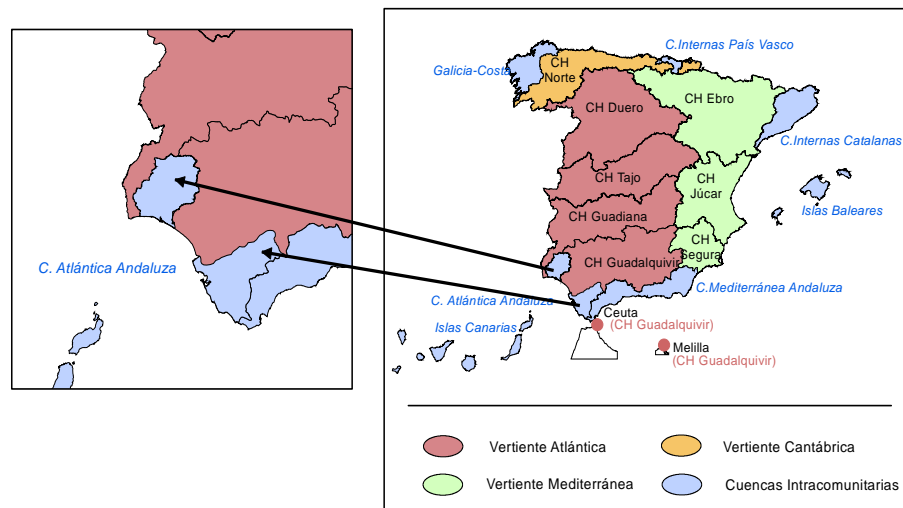 C. Atlántica Andaluza
C.Internas País Vasco
Galicia-Costa
CH
Norte
CH Duero
CH Ebro
C.Internas Catalanas
CH Tajo
CH
Júcar
Islas Baleares
CH Guadiana
CH
Segura
CH Guadalquivir
C.Mediterránea Andaluza
C. Atlántica Andaluza
Ceuta
(CH Guadalquivir)
Islas Canarias
Melilla
(CH Guadalquivir)
Vertiente Atlántica
Vertiente Cantábrica
Vertiente Mediterránea
Cuencas Intracomunitarias